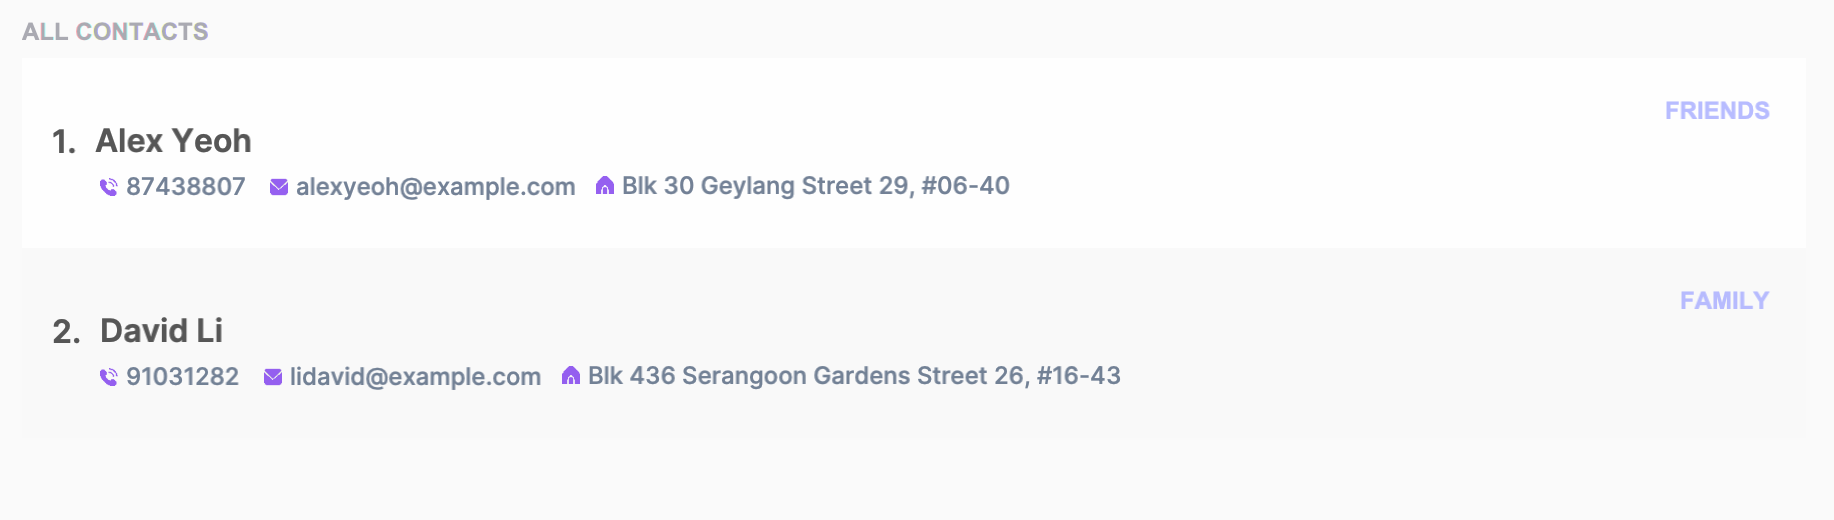 ALL CONTACTS
FRIENDS
1. Alex Yeoh
87438807 alexyeoh@example.com Blk 30 Geylang Street 29, #06-40
FAMILY
2. David Li
91031282 lidavid@example.com Blk 436 Serangoon Gardens Street 26, #16-43